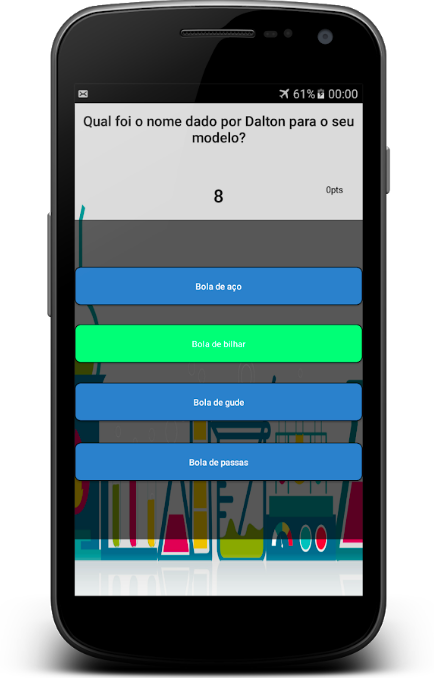 61% 00:00
Qual foi o nome dado por Dalton para o seu
modelo?
8
0pts
Bola de aço
Bola de bilhar
Bola de gude
Bola de passas